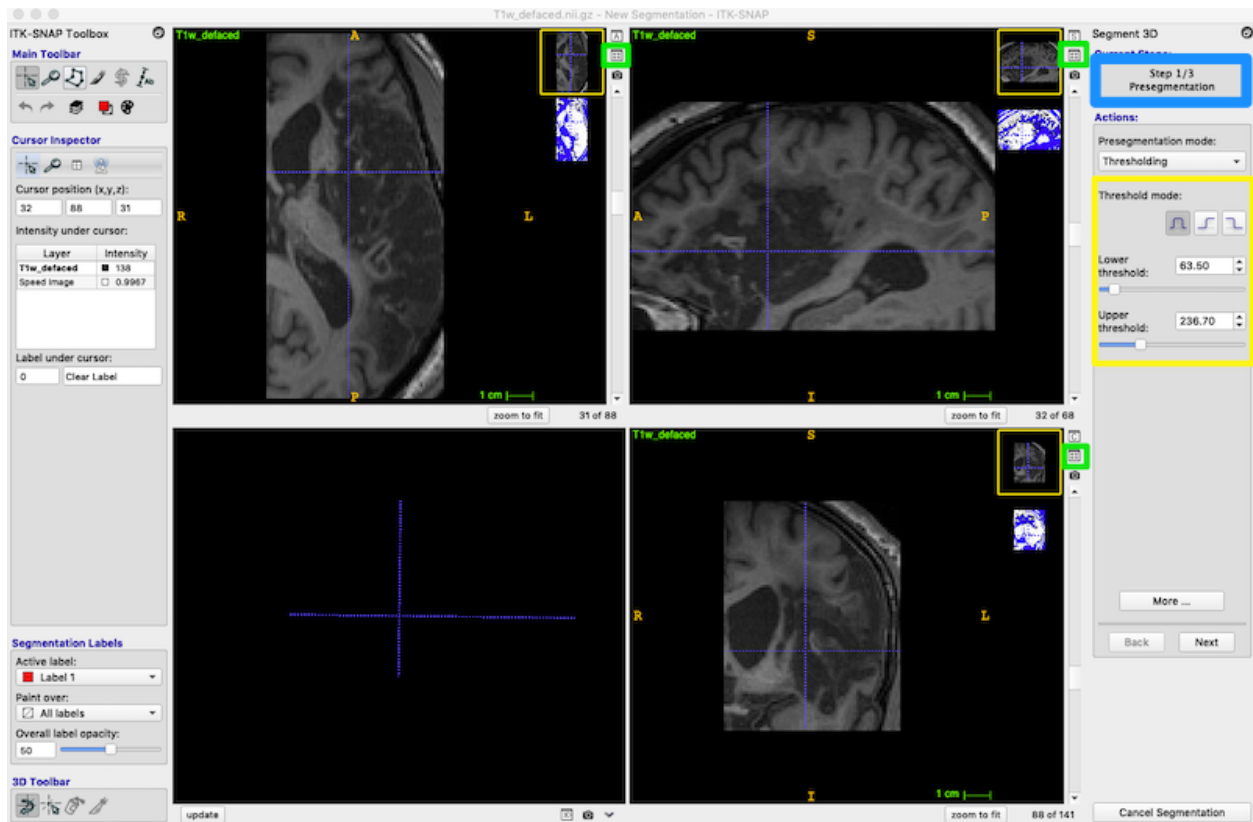 T1w_defaced.nii.gz - New Segmentation - ITK-SNAP
ITK-SNAP Toolbox
Main Toolbar
Cursor Inspector
Cursor position (x,y,z):
32 88 31
Intensity under cursor:
Layer Intensity
T1w_defaced 138
Speed image 0.9967
Label under cursor:
0 Clear Label
Segmentation Labels
Active label:
Label 1
Paint over:
All labels
Overall label opacity:
50
3D Toolbar
T1w_defaced
A
A
R
L
P
1 cm
zoom to fit 31 of 88
T1w_defaced
S
S
A
P
I
1 cm
zoom to fit 32 of 68
update
T1w_defaced
S
C
R
L
I
1 cm
zoom to fit 88 of 141
Segment 3D
Step 1/3
Presegmentation
Actions:
Presegmentation mode:
Thresholding
Threshold mode:
Lower
threshold:
63.50
Upper
threshold:
236.70
More ...
Back Next
Cancel Segmentation